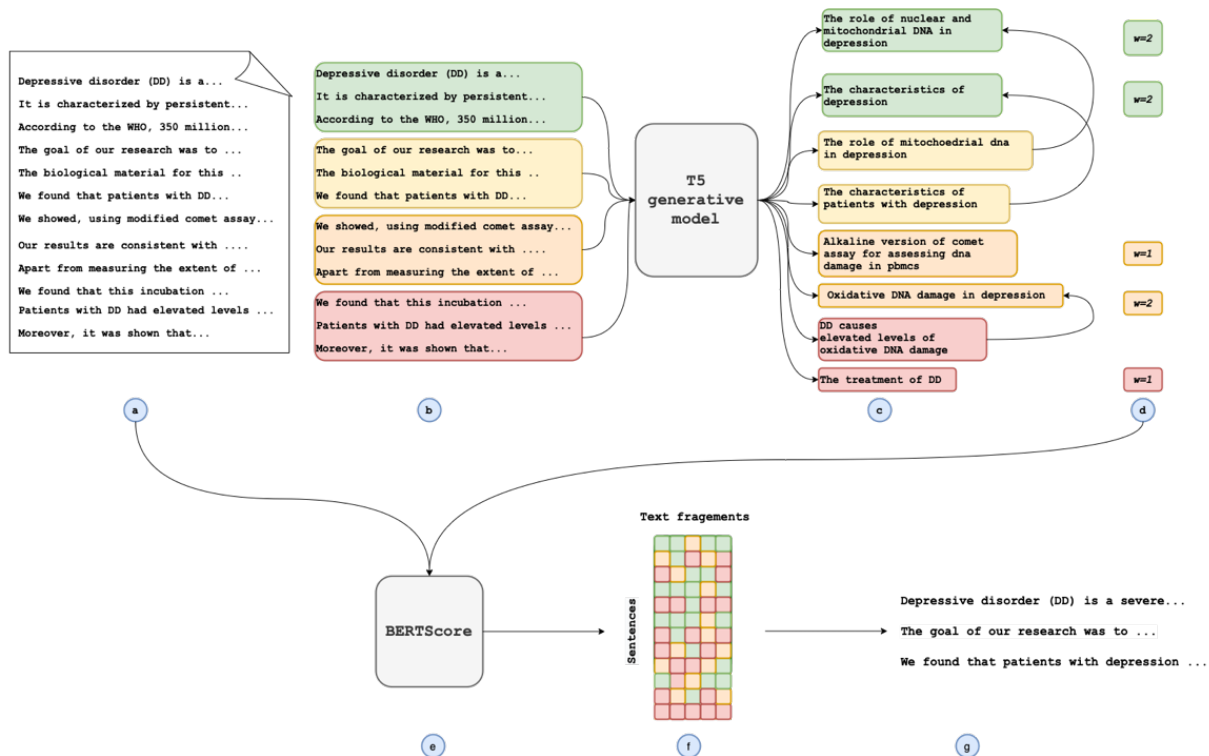 Depressive disorder (DD) is a...
It is characterized by persistent...
According to the WHO, 350 million...
The goal of our research was to ...
The biological material for this ..
We found that patients with DD...
We showed, using modified comet assay...
Our results are consistent with ....
Apart from measuring the extent of ...
We found that this incubation ...
Patients with DD had elevated levels ...
Moreover, it was shown that...
a
Depressive disorder (DD) is a...
It is characterized by persistent...
According to the WHO, 350 million...
The goal of our research was to...
The biological material for this ..
We found that patients with DD...
We showed, using modified comet assay...
Our results are consistent with ....
Apart from measuring the extent of ...
We found that this incubation ...
Patients with DD had elevated levels ...
Moreover, it was shown that...
b
T5
generative
model
The role of nuclear and
mitochondrial DNA in
depression
The characteristics of
depression
The role of mitochoedrial dna
in depression
The characteristics of
patients with depression
Alkaline version of comet
assay for assessing dna
damage in pbmcs
Oxidative DNA damage in depression
DD causes
elevated levels of
oxidative DNA damage
The treatment of DD
c
w=2
w=2
w=1
w=2
w=1
d
BERTScore
e
Text fragements
Sentences
f
Depressive disorder (DD) is a severe...
The goal of our research was to ...
We found that patients with depression ...
g